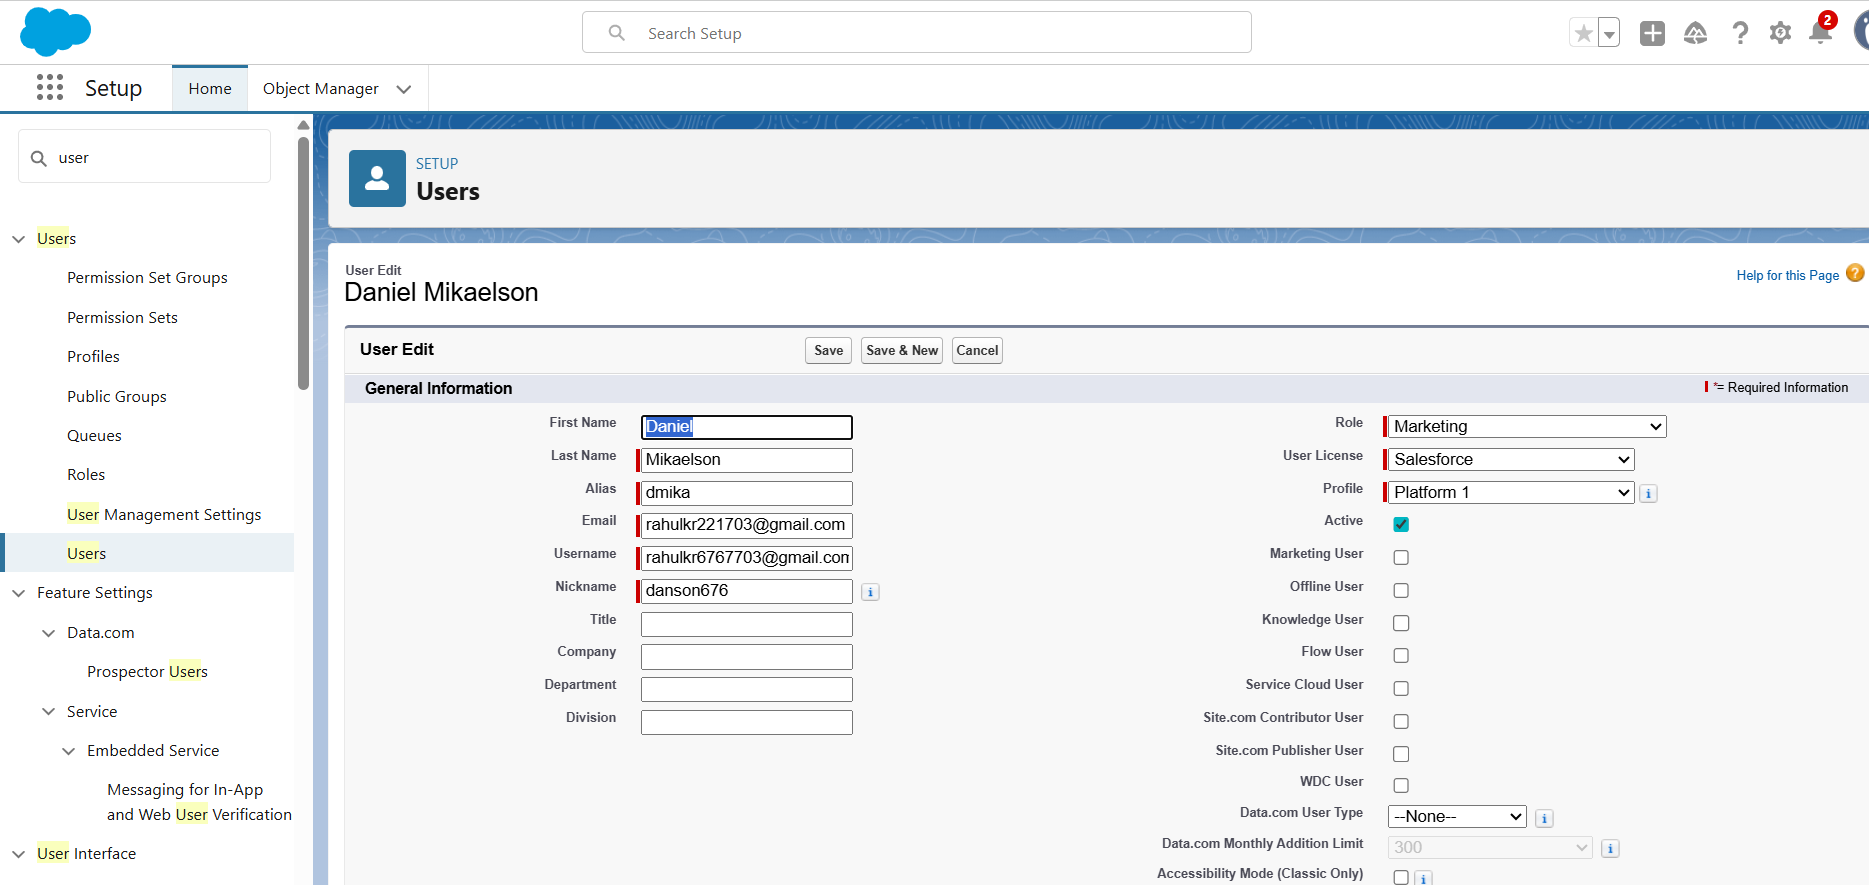 Search Setup
2
Setup
Home
Object Manager
user
Users
Permission Set Groups
Permission Sets
Profiles
Public Groups
Queues
Roles
User Management Settings
Users
Feature Settings
Data.com
Prospector Users
Service
Embedded Service
Messaging for In-App
and Web User Verification
User Interface
SETUP
Users
User Edit
Daniel Mikaelson
Help for this Page ?
User Edit
Save
Save & New
Cancel
General Information
*= Required Information
First Name Daniel
Last Name Mikaelson
Alias dmika
Email rahulkr221703@gmail.com
Username rahulkr6767703@gmail.com
Nickname danson676
Title
Company
Department
Division
Role Marketing
User License Salesforce
Profile Platform 1
Active
Marketing User
Offline User
Knowledge User
Flow User
Service Cloud User
Site.com Contributor User
Site.com Publisher User
WDC User
Data.com User Type --None--
Data.com Monthly Addition Limit 300
Accessibility Mode (Classic Only)